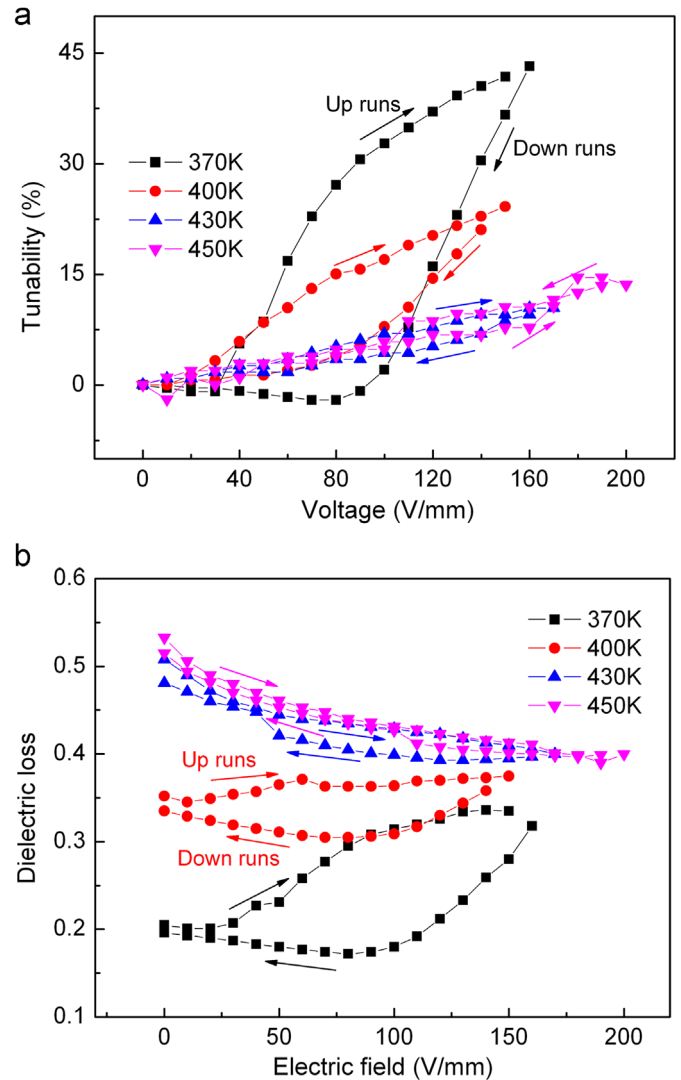 a
45
30
15
0
Tunability (%)
Up runs
Down runs
370K
400K
430K
450K
0 40 80 120 160 200
Voltage (V/mm)
b
0.6
0.5
0.4
0.3
0.2
0.1
Dielectric loss
370K
400K
430K
450K
Up runs
Down runs
0 50 100 150 200
Electric field (V/mm)